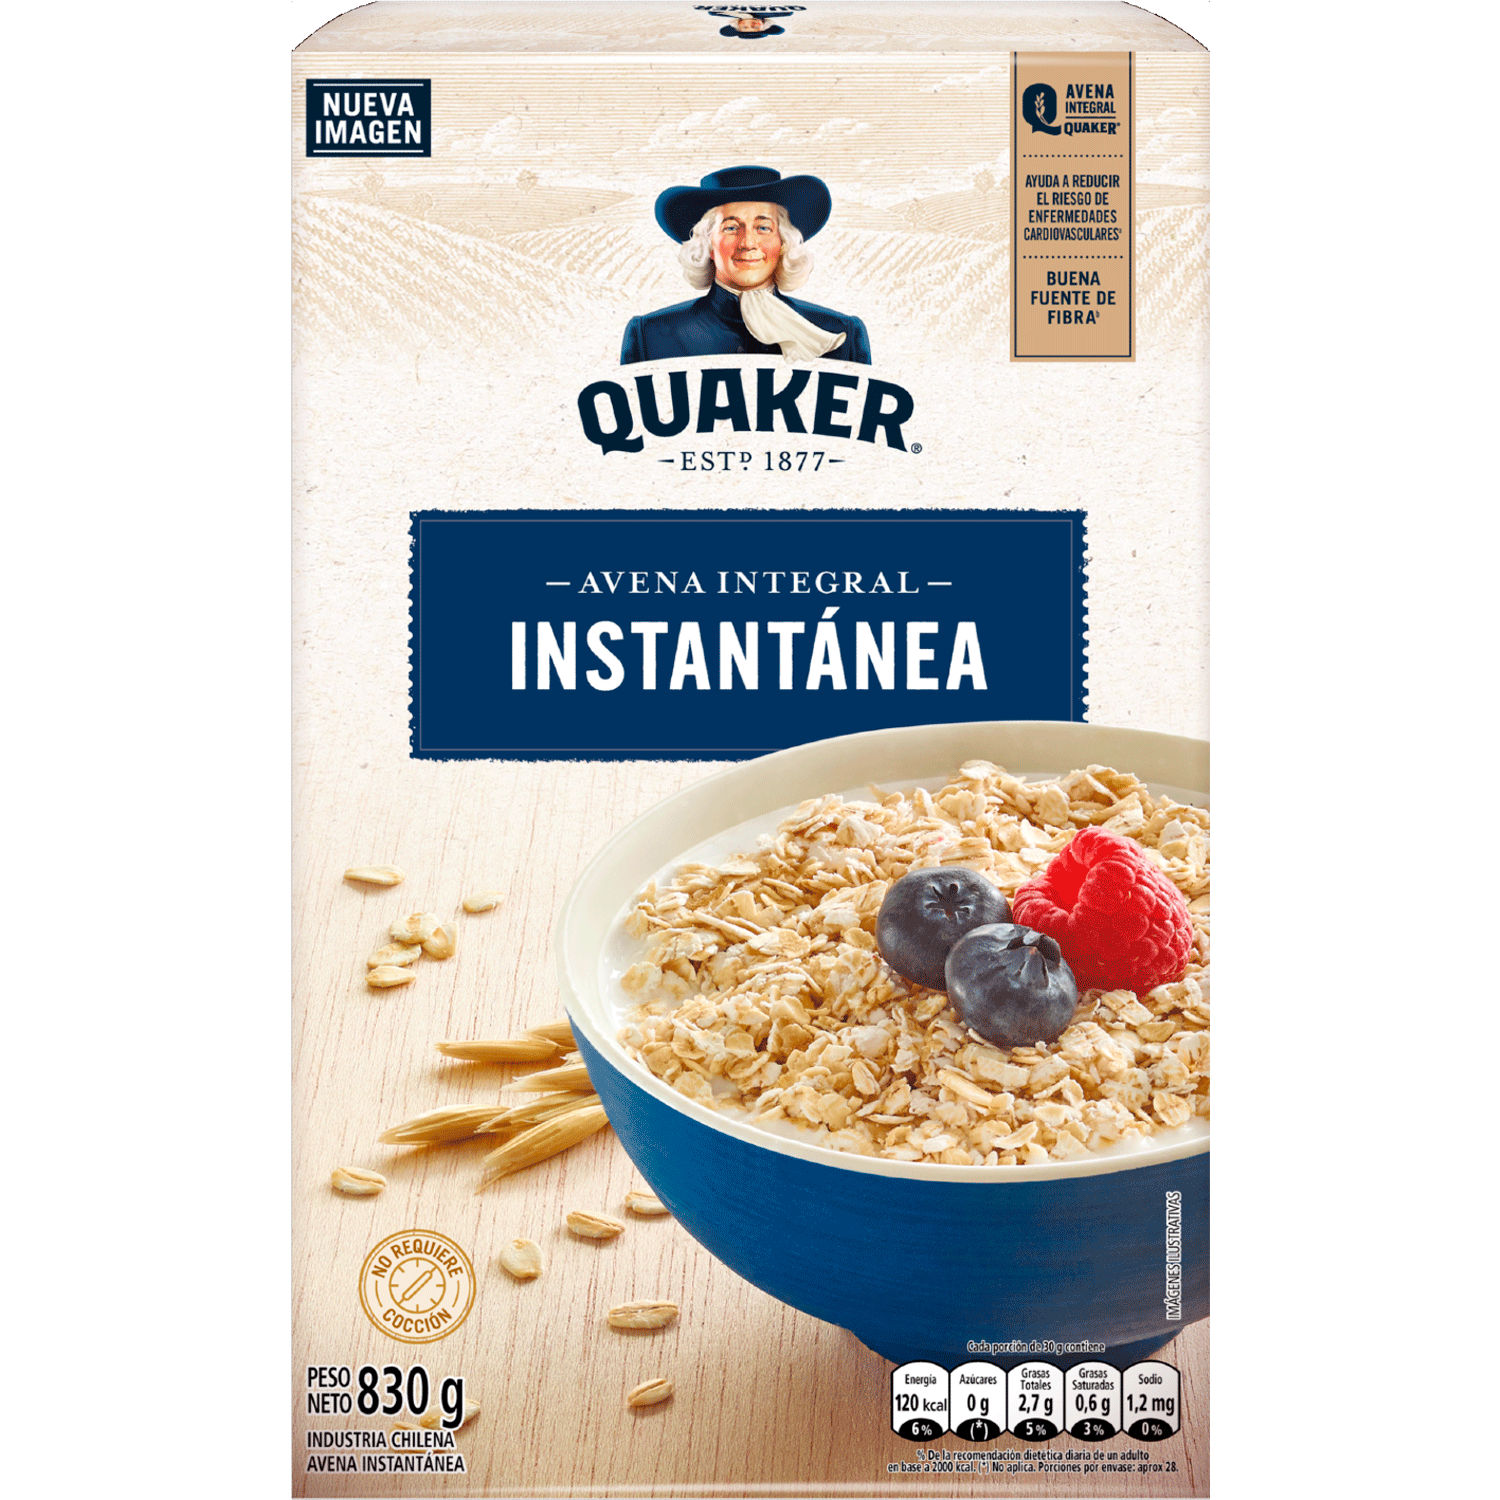 NUEVA
IMAGEN
AVENA
INTEGRAL
QUAKER®
AYUDA A REDUCIR
EL RIESGO DE
ENFERMEDADES
CARDIOVASCULARES
BUENA
FUENTE DE
FIBRA
QUAKER®
ESTD 1877
AVENA INTEGRAL
INSTANTÁNEA
NO REQUIERE
COCCIÓN
PESO
NETO 830 g
INDUSTRIA CHILENA
AVENA INSTANTÁNEA
IMÁGENES ILUSTRATIVAS
Cada porción de 30 g contiene
Energía
120 kcal
6%
Azúcares
0 g
(*)
Grasas
Totales
2,7 g
5%
Grasas
Saturadas
0,6 g
3%
Sodio
1,2 mg
0%
% De la recomendación dietética diaria de un adulto
en base a 2000 kcal. (*) No aplica. Porciones por envase: aprox 28.